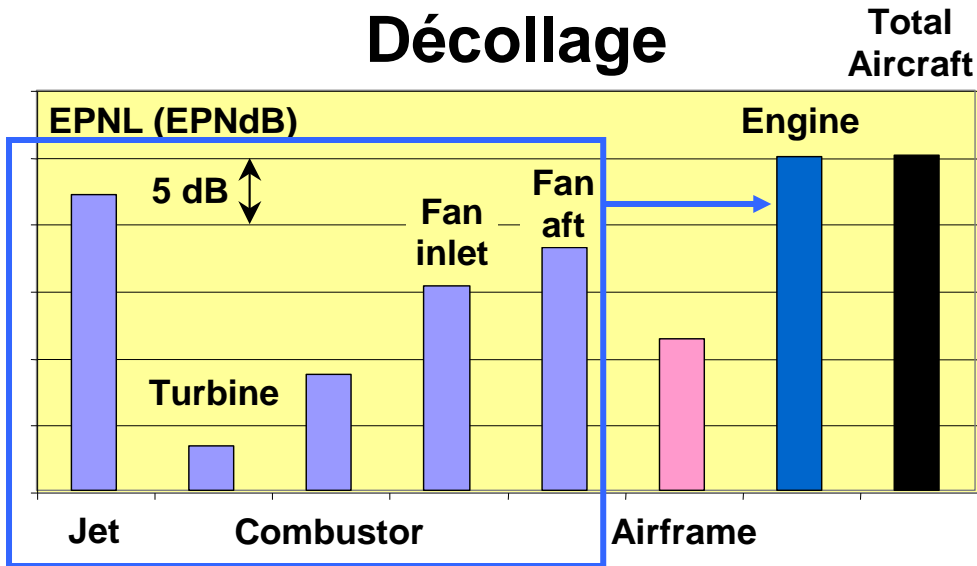 Décollage
Total
Aircraft
EPNL (EPNdB)
Engine
5 dB
Fan
inlet
Fan
aft
Turbine
Jet
Combustor
Airframe